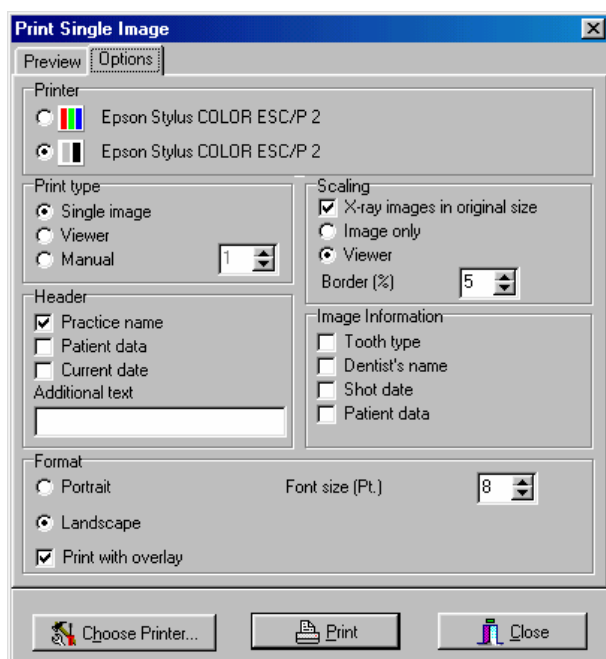 Print Single Image
Preview Options
Printer
Epson Stylus COLOR ESC/P 2
Epson Stylus COLOR ESC/P 2
Print type
Single image
Viewer
Manual 1
Scaling
X-ray images in original size
Image only
Viewer
Border (%) 5
Header
Practice name
Patient data
Current date
Additional text
Image Information
Tooth type
Dentist's name
Shot date
Patient data
Format
Portrait Font size (Pt.) 8
Landscape
Print with overlay
Choose Printer... Print Close